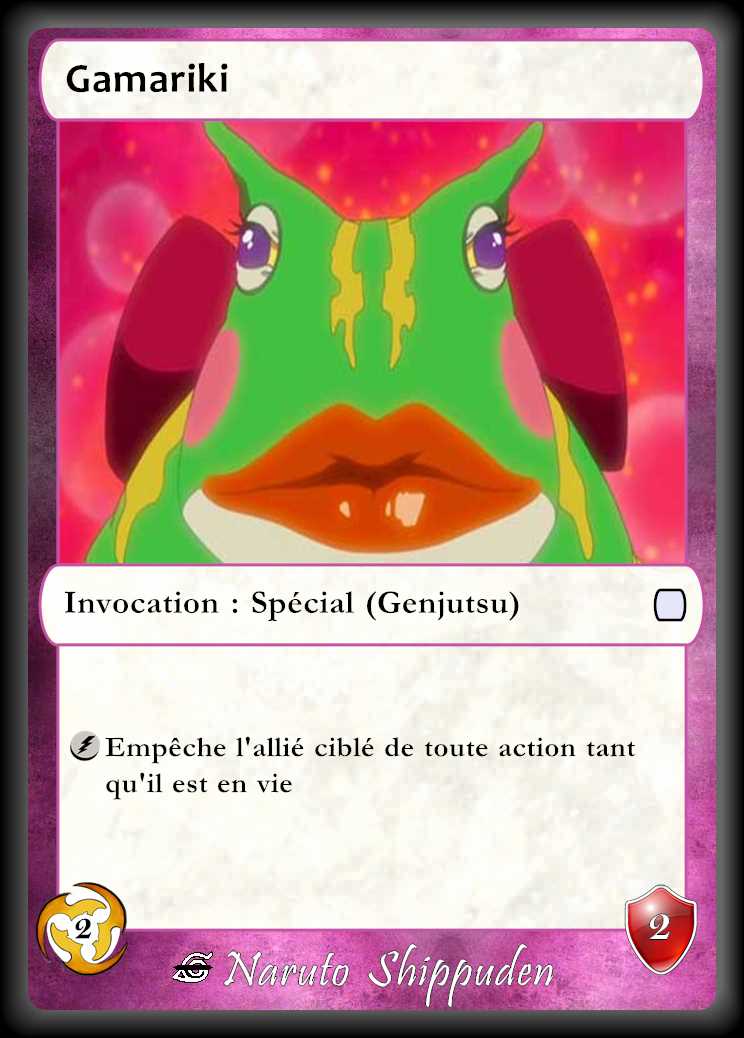 Gamariki
Invocation : Spécial (Genjutsu)
Empêche l'allié ciblé de toute action tant
qu'il est en vie
2
2
Naruto Shippuden